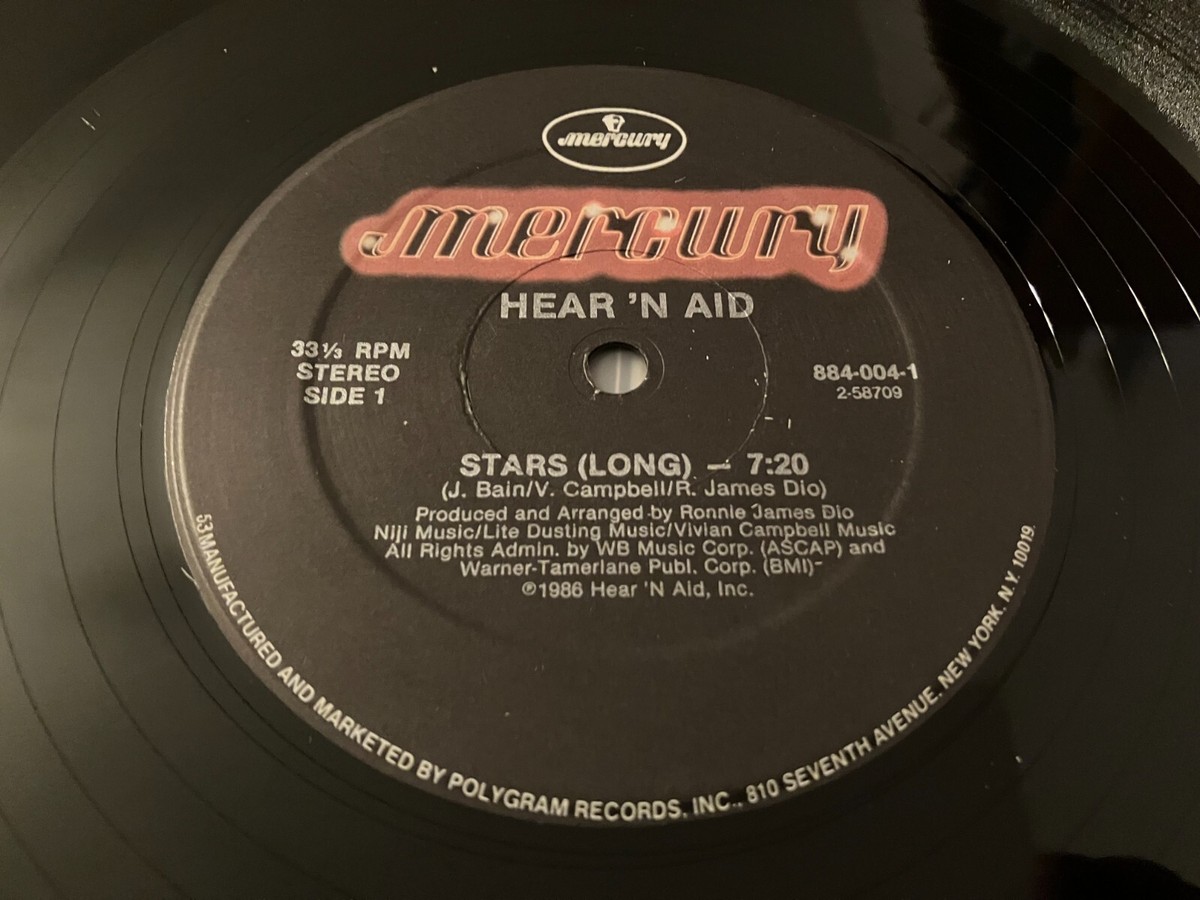 mercury
mercury
HEAR 'N AID
33⅓ RPM
STEREO
SIDE 1
884-004-1
2-58709
STARS (LONG) — 7:20
(J. Bain/V. Campbell/R. James Dio)
Produced and Arranged by Ronnie James Dio
Niji Music/Lite Dusting Music/Vivian Campbell Music
All Rights Admin. by WB Music Corp. (ASCAP) and
Warner-Tamerlane Publ. Corp. (BMI)
℗1986 Hear 'N Aid, Inc.
53 MANUFACTURED AND MARKETED BY POLYGRAM RECORDS, INC., 810 SEVENTH AVENUE, NEW YORK, N.Y. 10019.